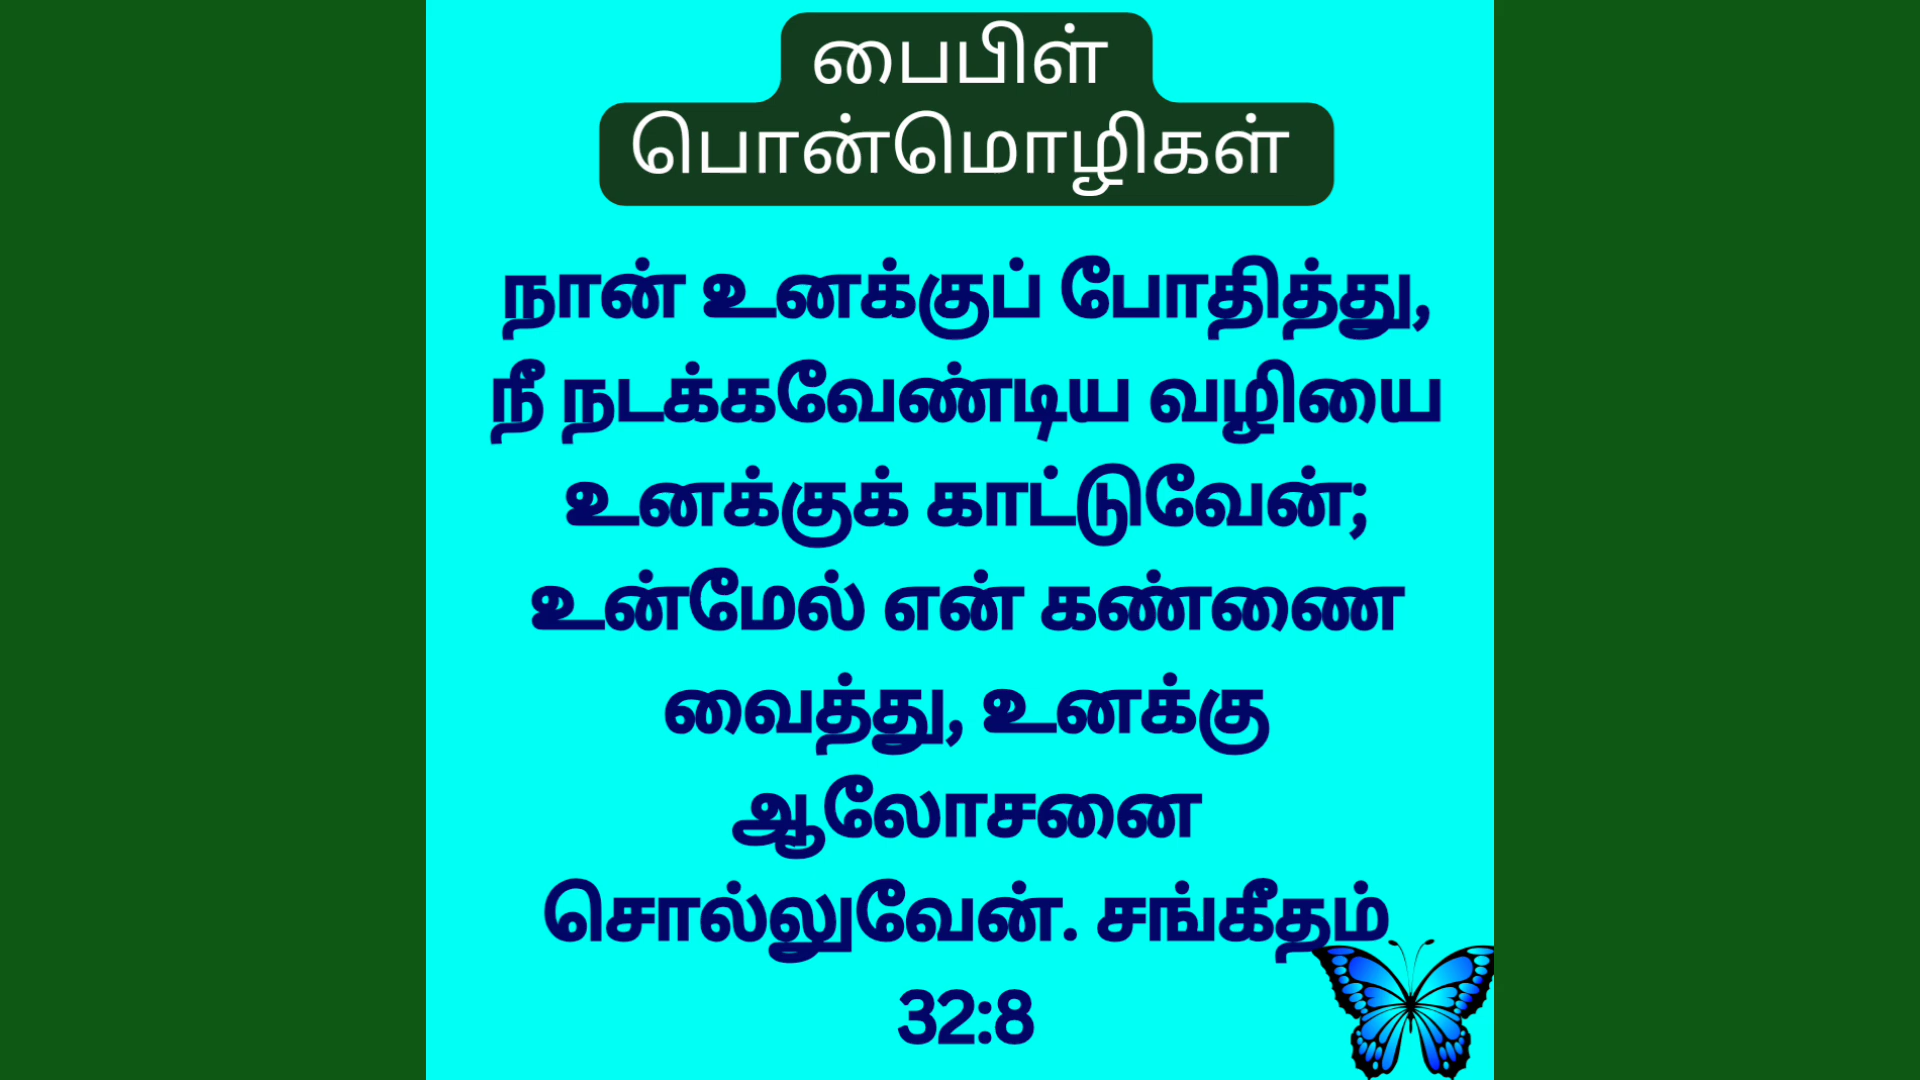 பைபிள்
பொன்மொழிகள்
நான் உனக்குப் போதித்து,
நீ நடக்கவேண்டிய வழியை
உனக்குக் காட்டுவேன்;
உன்மேல் என் கண்ணை
வைத்து, உனக்கு
ஆலோசனை
சொல்லுவேன். சங்கீதம்
32:8